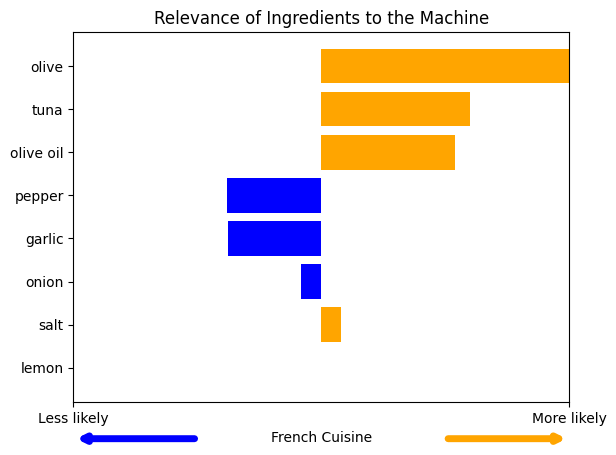 Relevance of Ingredients to the Machine
olive
tuna
olive oil
pepper
garlic
onion
salt
lemon
Less likely
More likely
French Cuisine